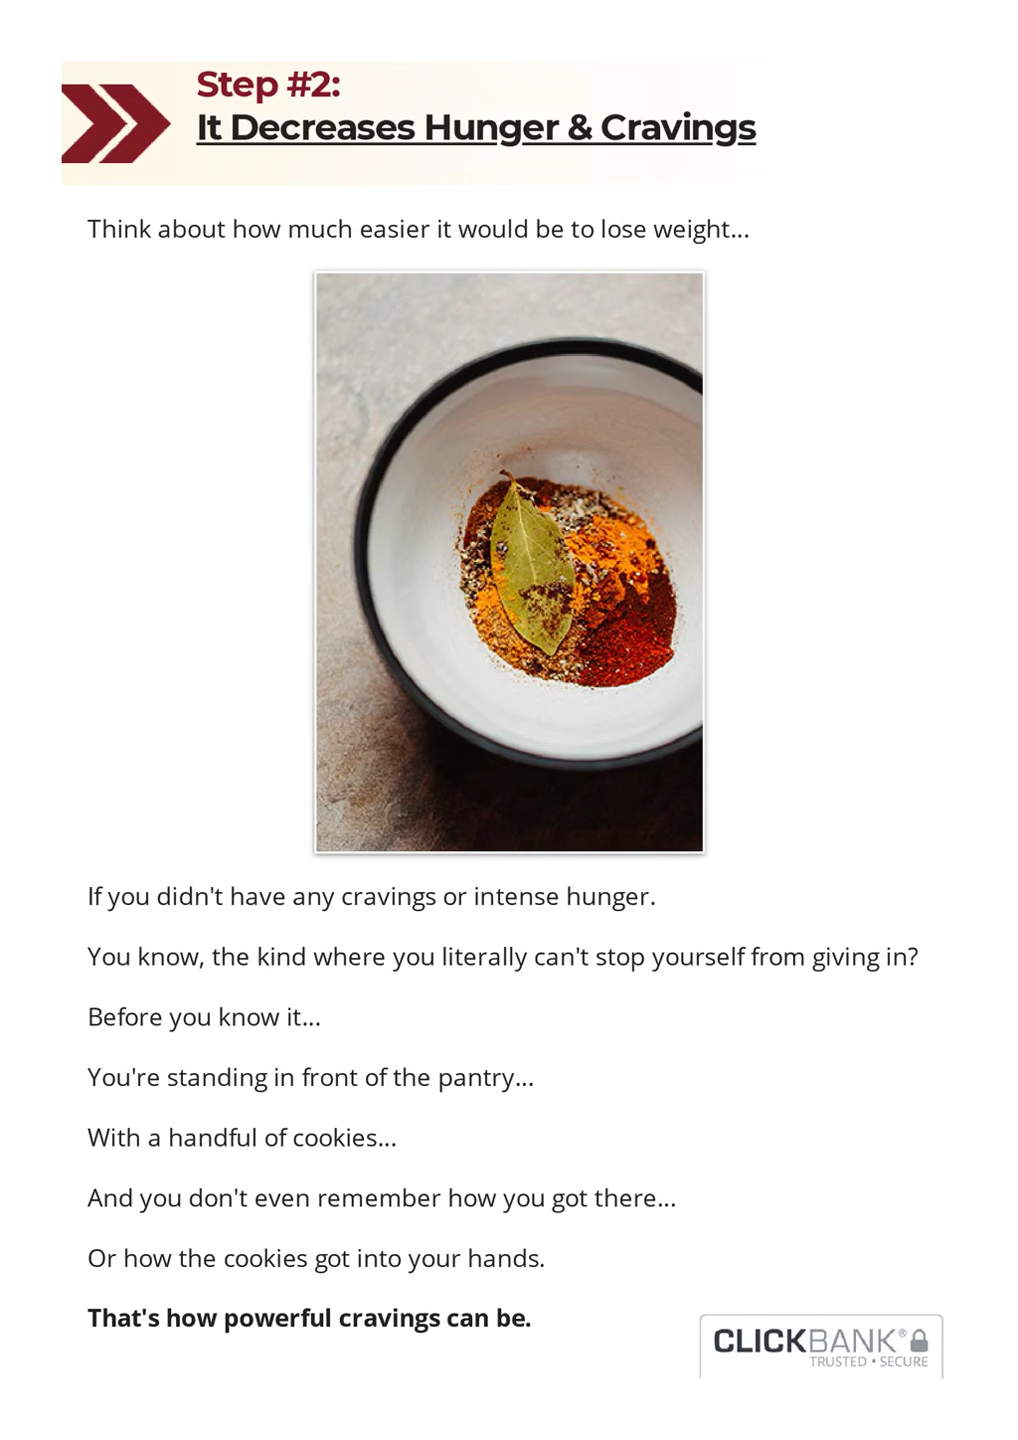 Step #2:
It Decreases Hunger & Cravings
Think about how much easier it would be to lose weight...
If you didn't have any cravings or intense hunger.
You know, the kind where you literally can't stop yourself from giving in?
Before you know it...
You're standing in front of the pantry...
With a handful of cookies...
And you don't even remember how you got there...
Or how the cookies got into your hands.
That's how powerful cravings can be.
CLICKBANK®
TRUSTED • SECURE